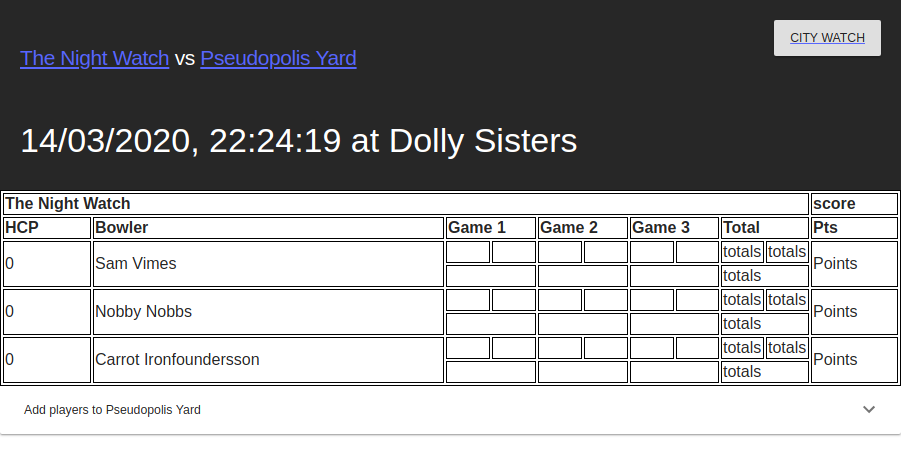 CITY WATCH
The Night Watch vs Pseudopolis Yard
14/03/2020, 22:24:19 at Dolly Sisters
The Night Watch score
HCP Bowler Game 1 Game 2 Game 3 Total Pts
0 Sam Vimes totals totals Points
totals
0 Nobby Nobbs totals totals Points
totals
0 Carrot Ironfoundersson totals totals Points
totals
Add players to Pseudopolis Yard